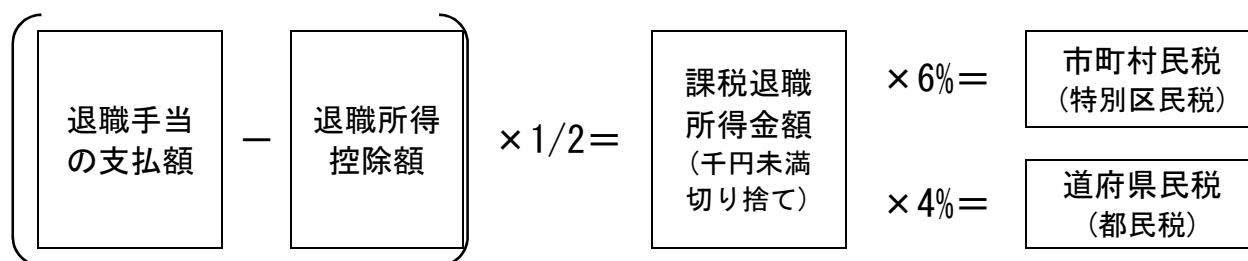 退職手当
の支払額
－
退職所得
控除額
×1/2＝
課税退職
所得金額
(千円未満
切り捨て)
×6%＝
市町村民税
(特別区民税)
×4%＝
道府県民税
(都民税)